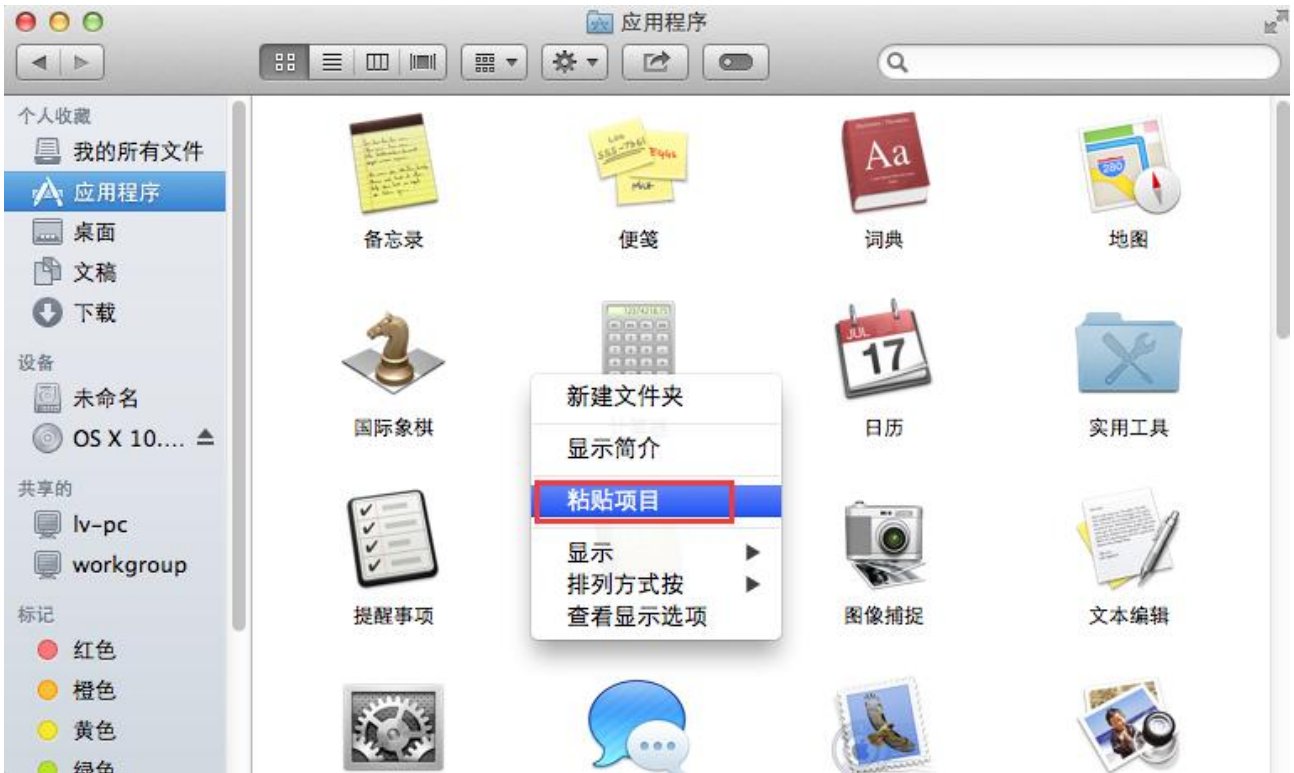 应用程序
个人收藏
我的所有文件
应用程序
桌面
文稿
下载
设备
未命名
OS X 10....
共享的
lv-pc
workgroup
标记
红色
橙色
黄色
绿色
备忘录
便笺
词典
地图
国际象棋
日历
实用工具
提醒事项
图像捕捉
文本编辑
新建文件夹
显示简介
粘贴项目
显示
排列方式按
查看显示选项
Aa
280
JUL
17
EGGS
MILK